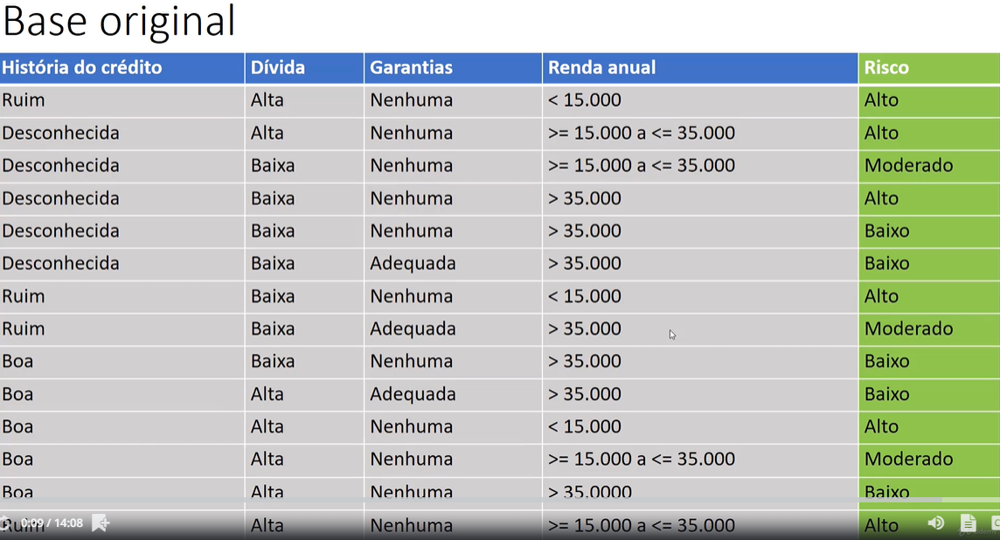 Base original
História do crédito Dívida Garantias Renda anual Risco
Ruim Alta Nenhuma < 15.000 Alto
Desconhecida Alta Nenhuma >= 15.000 a <= 35.000 Alto
Desconhecida Baixa Nenhuma >= 15.000 a <= 35.000 Moderado
Desconhecida Baixa Nenhuma > 35.000 Alto
Desconhecida Baixa Nenhuma > 35.000 Baixo
Desconhecida Baixa Adequada > 35.000 Baixo
Ruim Baixa Nenhuma < 15.000 Alto
Ruim Baixa Adequada > 35.000 Moderado
Boa Baixa Nenhuma > 35.000 Baixo
Boa Alta Adequada > 35.000 Baixo
Boa Alta Nenhuma < 15.000 Alto
Boa Alta Nenhuma >= 15.000 a <= 35.000 Moderado
Boa Alta Nenhuma > 35.0000 Baixo
Ruim Alta Nenhuma >= 15.000 a <= 35.000 Alto
0:09 / 14:08